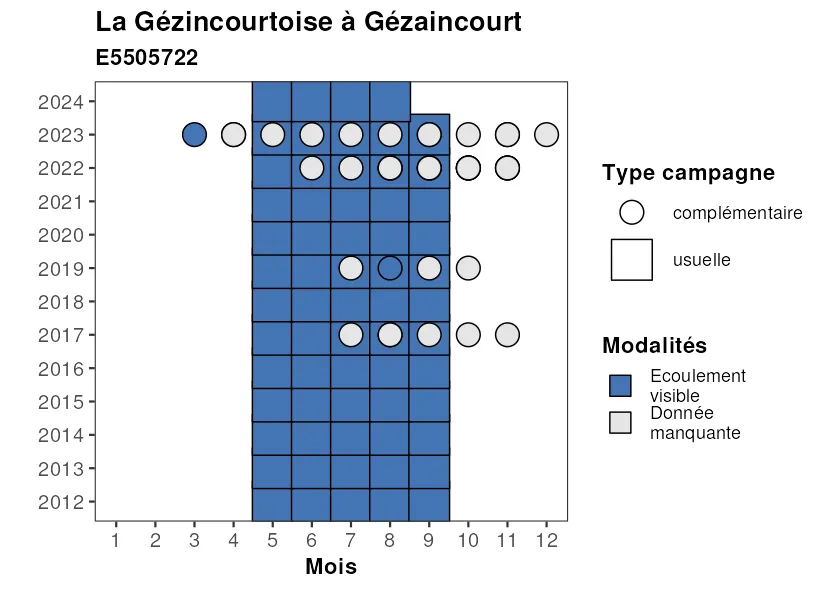 La Gézincourtoise à Gézaincourt
E5505722
2024
2023
2022
2021
2020
2019
2018
2017
2016
2015
2014
2013
2012
1 2 3 4 5 6 7 8 9 10 11 12
Mois
Type campagne
complémentaire
usuelle
Modalités
Ecoulement
visible
Donnée
manquante